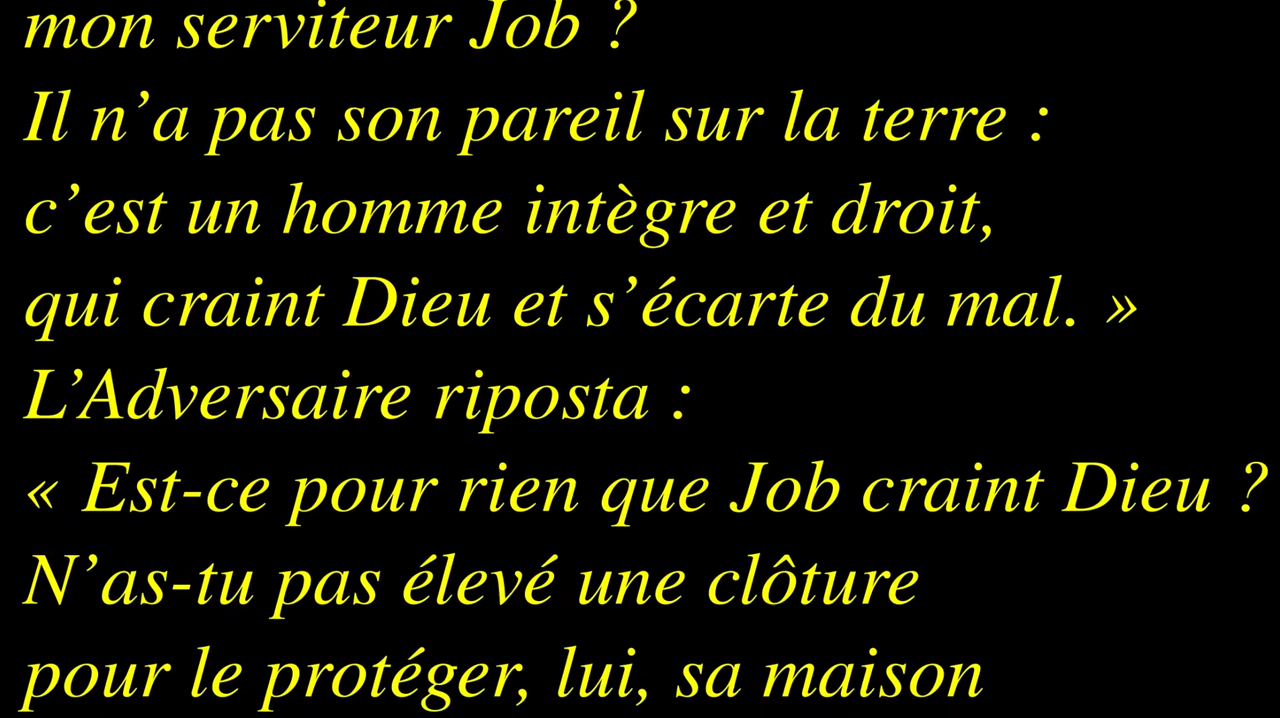 mon serviteur Job ?
Il n’a pas son pareil sur la terre :
c’est un homme intègre et droit,
qui craint Dieu et s’écarte du mal. »
L’Adversaire riposta :
« Est-ce pour rien que Job craint Dieu ?
N’as-tu pas élevé une clôture
pour le protéger, lui, sa maison